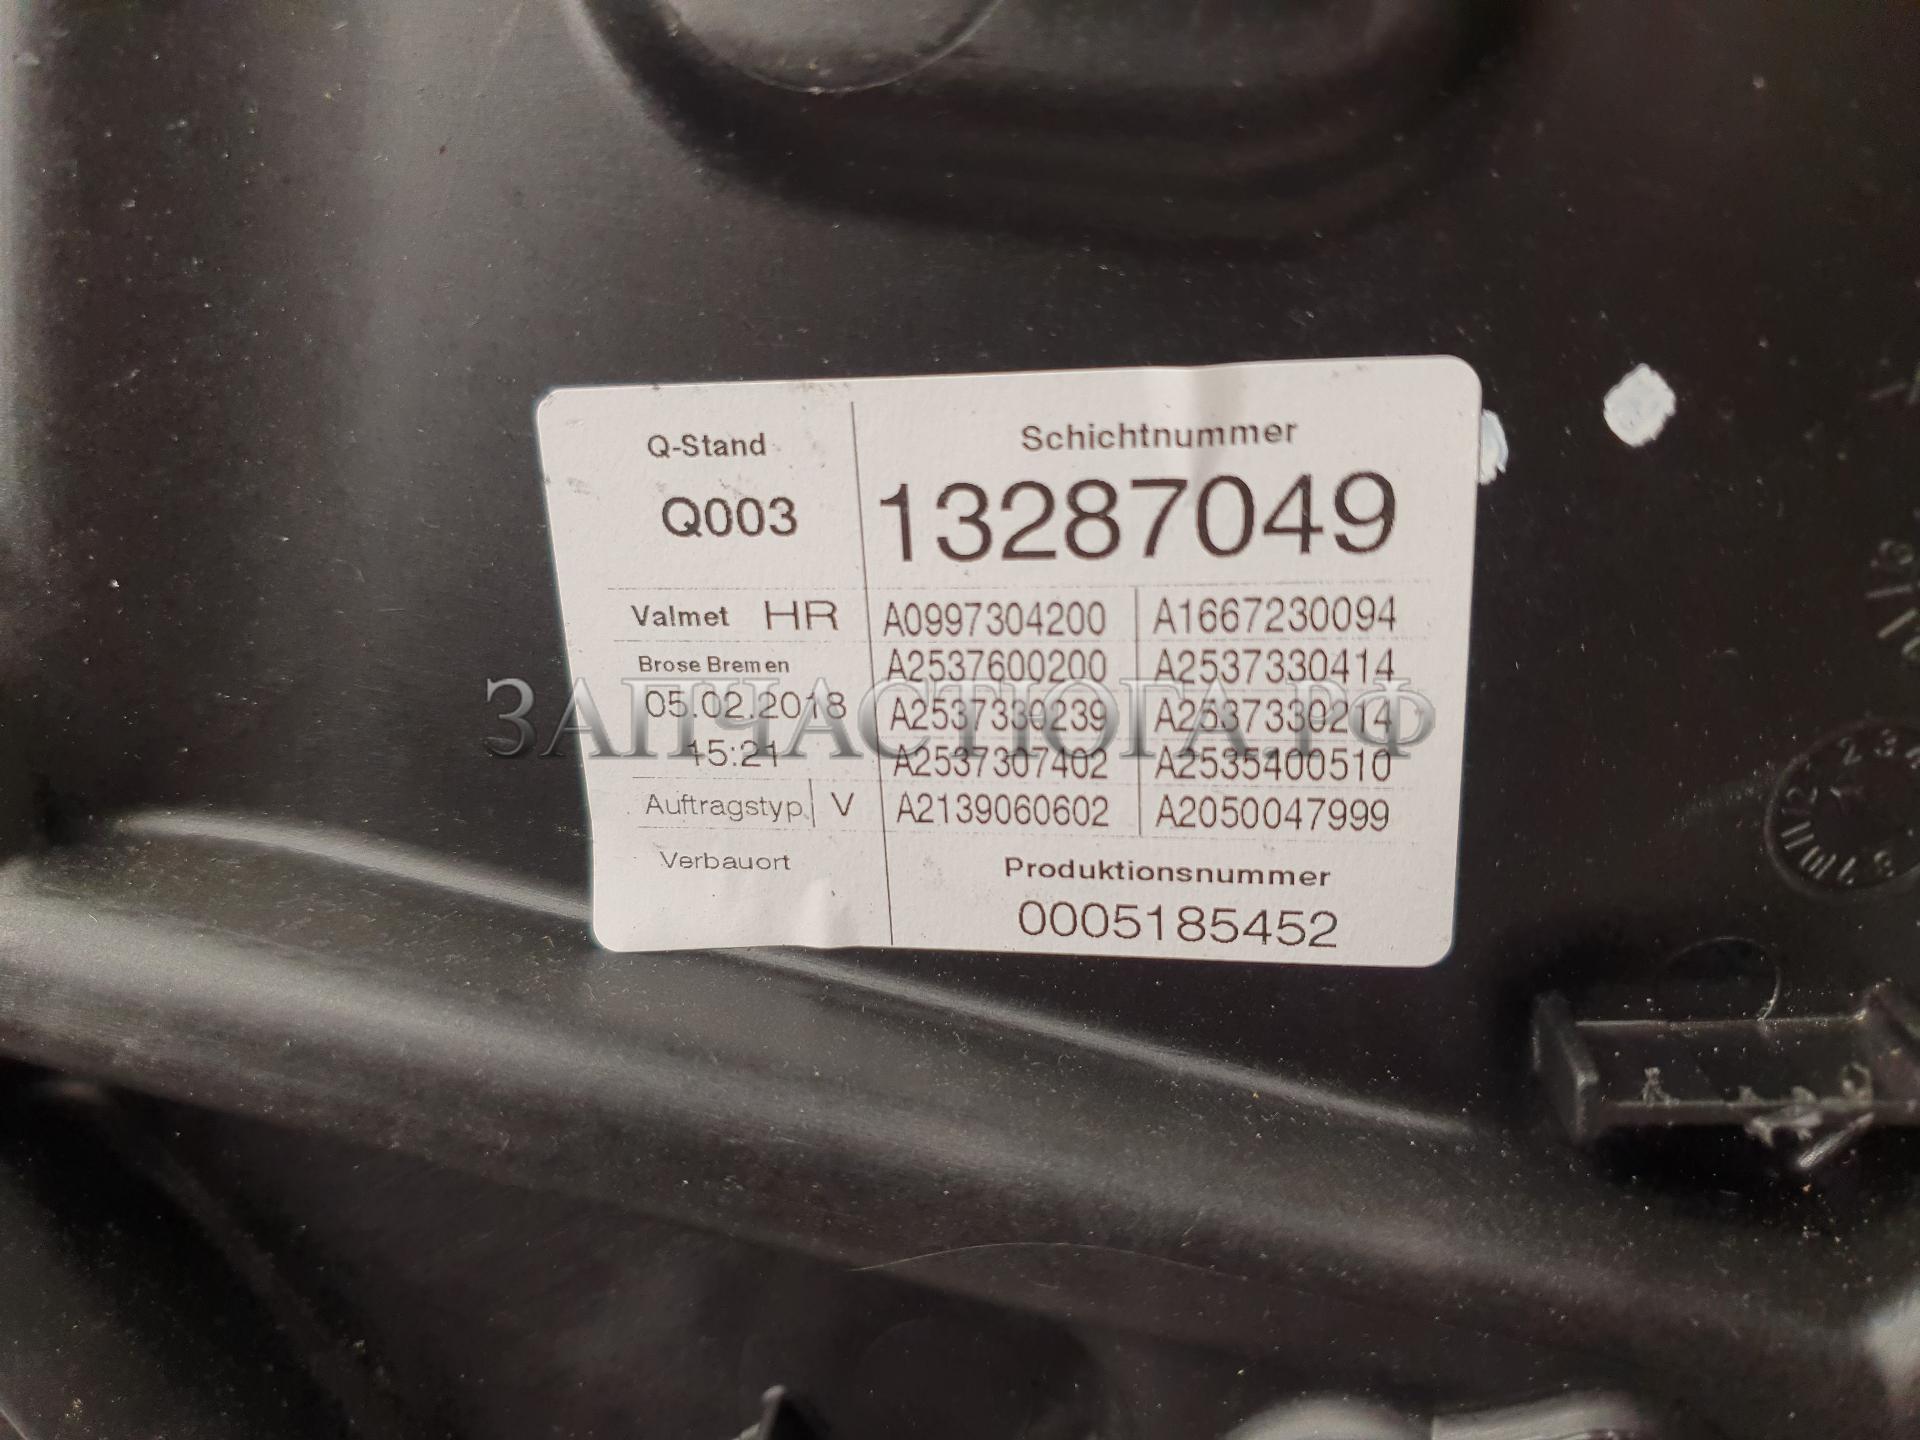 Q-Stand
Q003
Schichtnummer
13287049
Valmet HR
A0997304200 A1667230094
Brose Bremen
A2537600200 A2537330414
05.02.2018
A2537330239 A2537330214
15:21
A2537307402 A2535400510
Auftragstyp V
A2139060602 A2050047999
Verbauort
Produktionsnummer
0005185452
ЗАПЧАСТЮГА.РФ